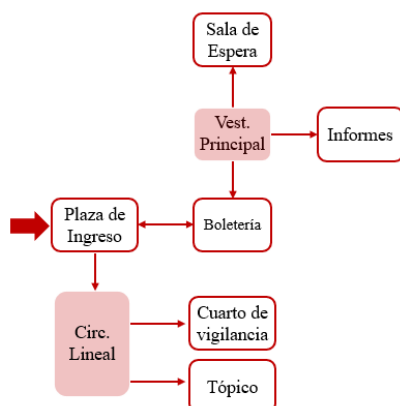 Sala de
Espera
Vest.
Principal
Informes
Plaza de
Ingreso
Boletería
Circ.
Lineal
Cuarto de
vigilancia
Tópico